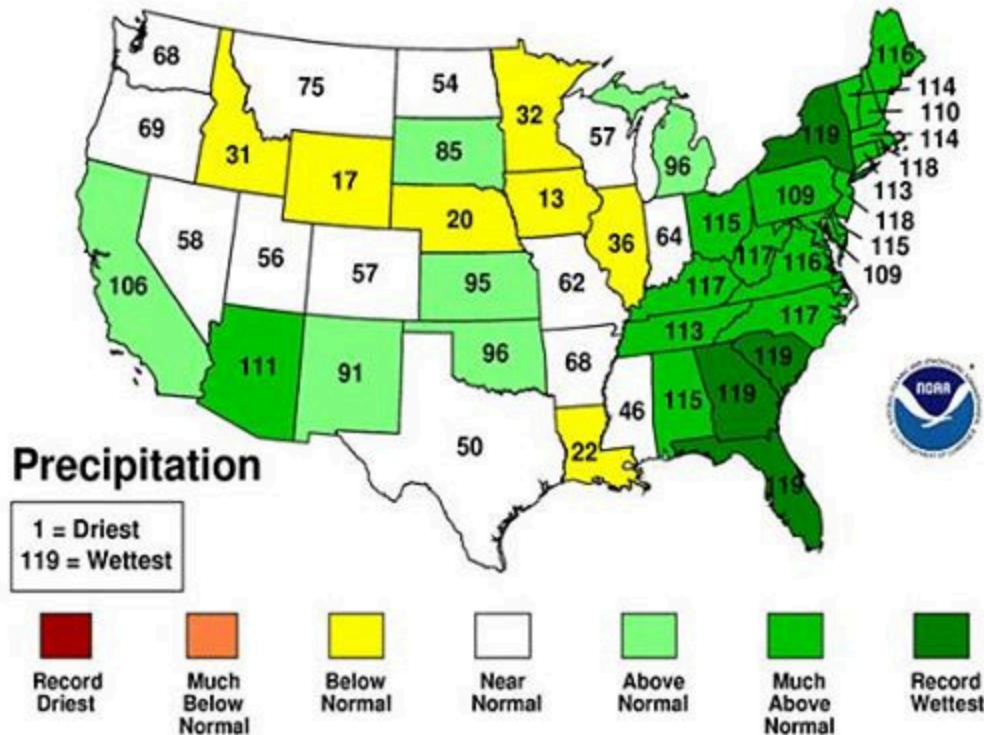 68
75
54
32
57
96
116
114
110
114
118
113
118
115
109
69
31
17
85
13
119
109
20
36
64
115
117
116
58
56
57
95
62
117
117
106
111
91
96
68
113
119
50
46
115
119
22
119
NOAA
Precipitation
1 = Driest
119 = Wettest
Record
Driest
Much
Below
Normal
Below
Normal
Near
Normal
Above
Normal
Much
Above
Normal
Record
Wettest